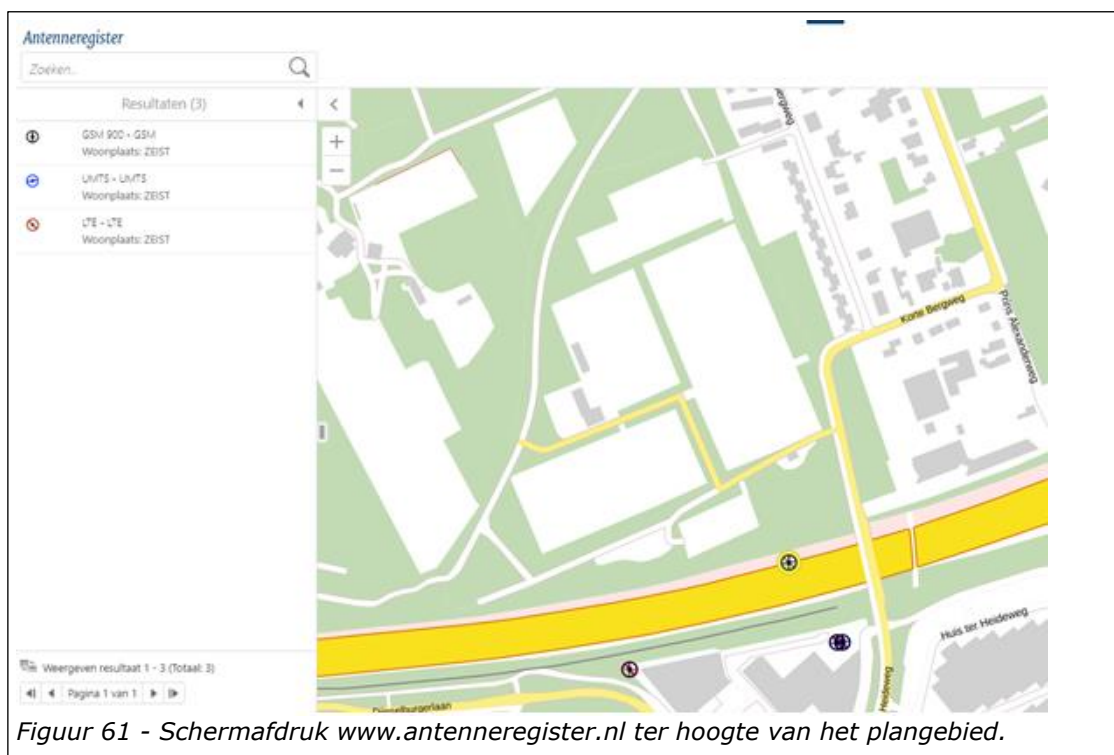 Antenneregister
Zoeken..
Resultaten (3)
GSM 900 - GSM
Woonplaats: ZEIST
UMTS - UMTS
Woonplaats: ZEIST
LTE - LTE
Woonplaats: ZEIST
Korte Bergweg
Prins Alexanderweg
Huis ter Heideweg
Heideweg
Weergeven resultaat 1 - 3 (Totaal: 3)
Pagina 1 van 1
Figuur 61 - Schermafdruk www.antenneregister.nl ter hoogte van het plangebied.